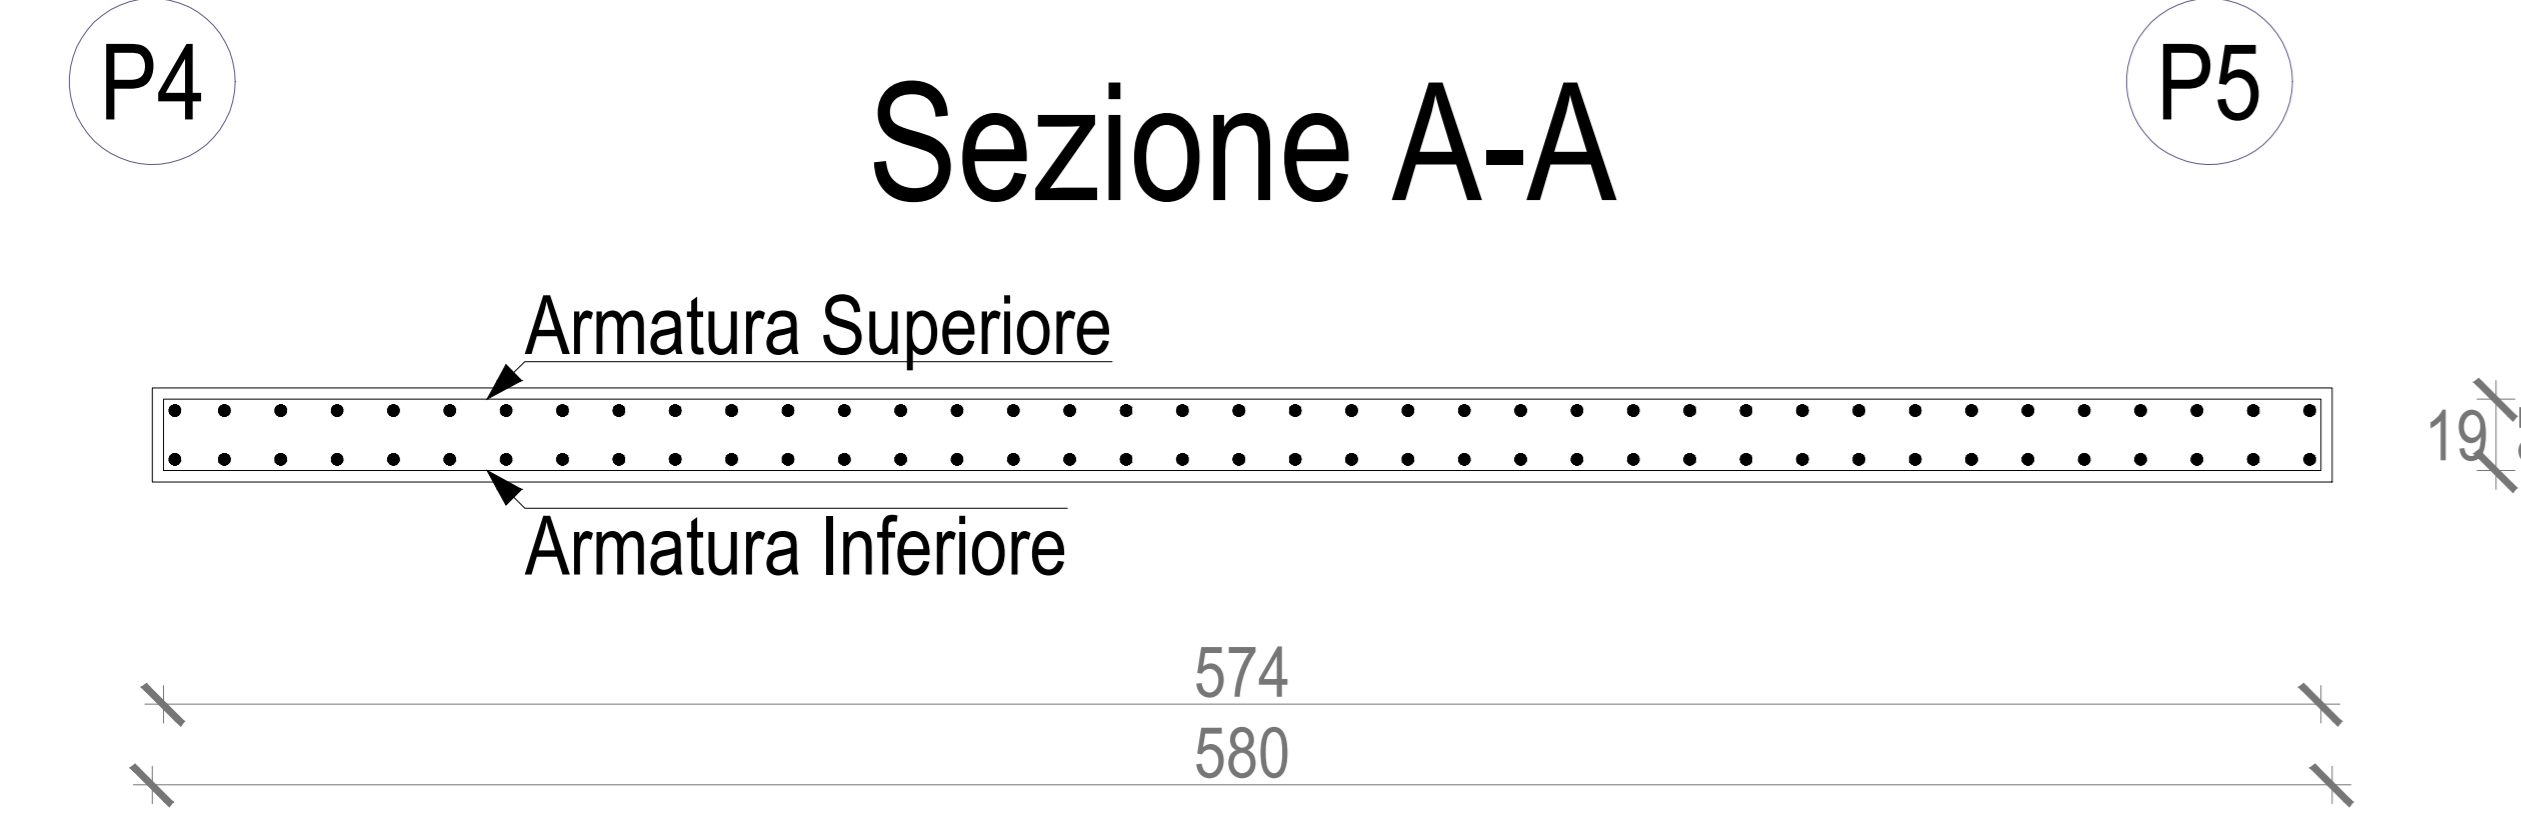 P4
P5
Sezione A-A
Armatura Superiore
19
Armatura Inferiore
574
580